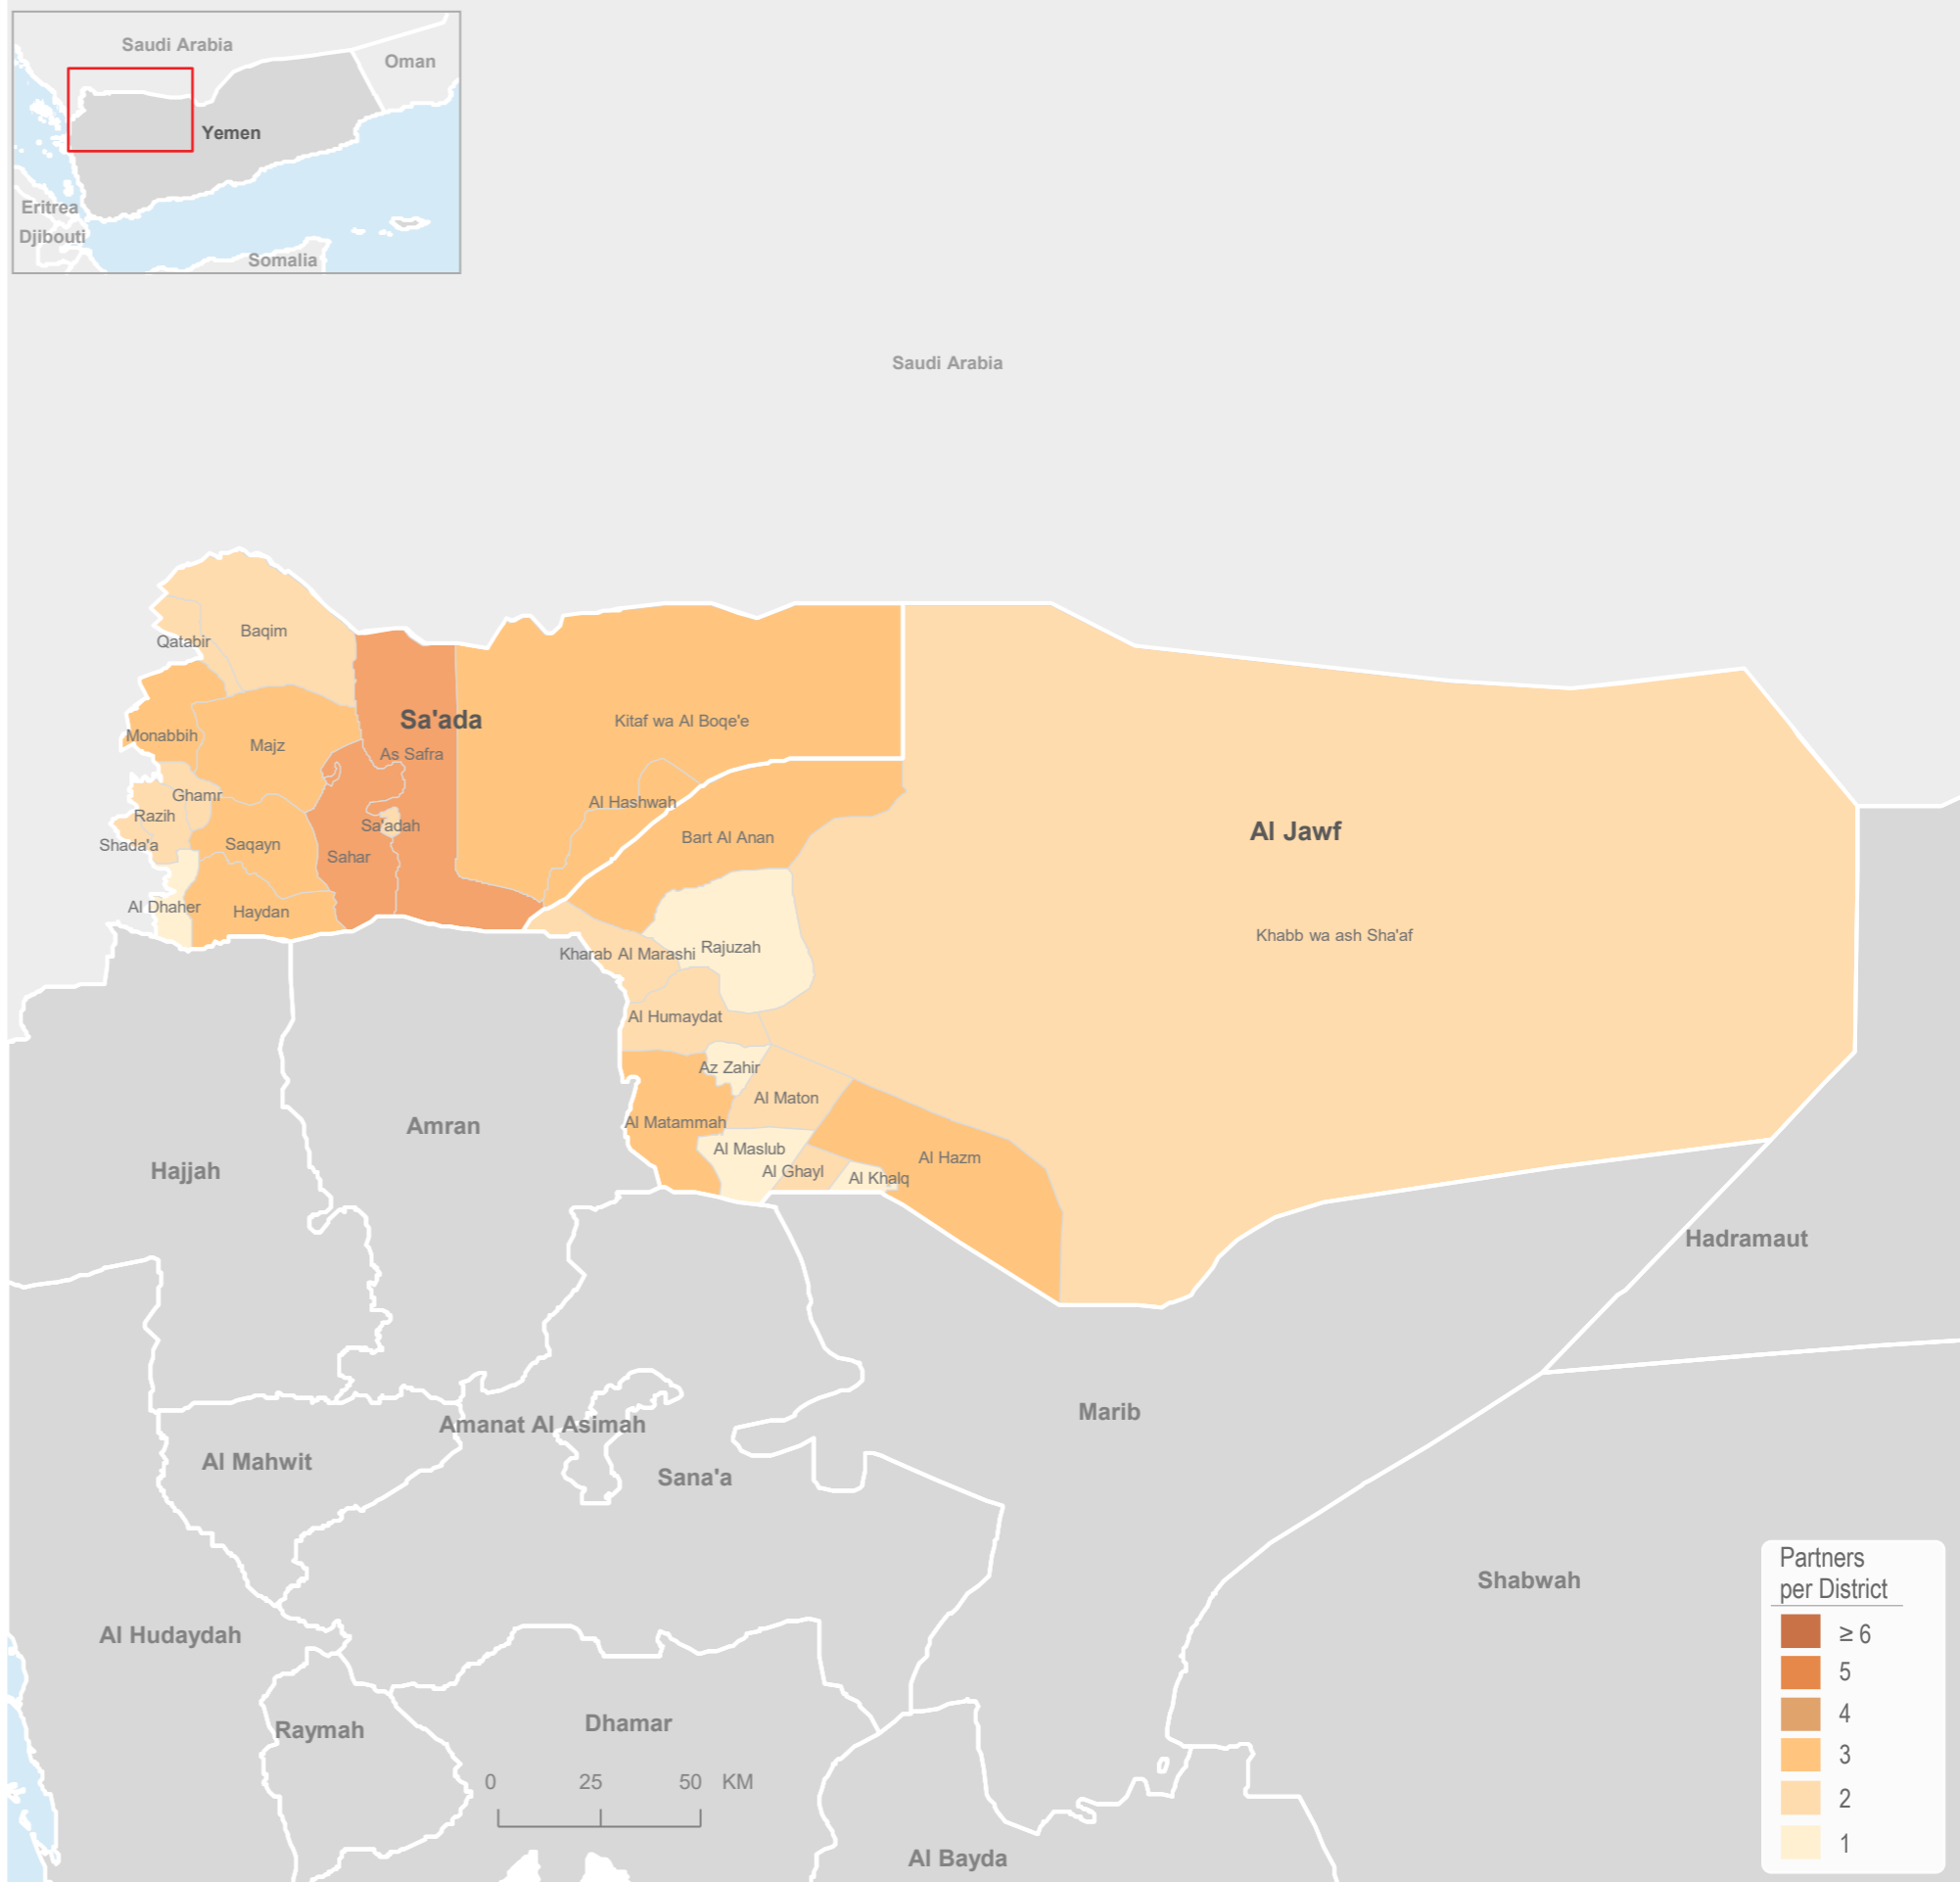 Saudi Arabia
Oman
Yemen
Eritrea
Djibouti
Somalia
Saudi Arabia
Baqim
Qatabir
Sa'ada
Kitaf wa Al Boqe'e
Monabbih
Majz
As Safra
Ghamr
Al Hashwah
Razih
Sa'adah
Al Jawf
Bart Al Anan
Shada'a
Saqayn
Sahar
Al Dhaher
Haydan
Khabb wa ash Sha'af
Rajuzah
Kharab Al Marashi
Al Humaydat
Az Zahir
Al Maton
Al Matammah
Amran
Al Maslub
Al Hazm
Hajjah
Al Ghayl
Al Khalq
Hadramaut
Marib
Amanat Al Asimah
Al Mahwit
Sana'a
Shabwah
Al Hudaydah
Raymah
Dhamar
Al Bayda
0 25 50 KM
Partners
per District
≥ 6
5
4
3
2
1